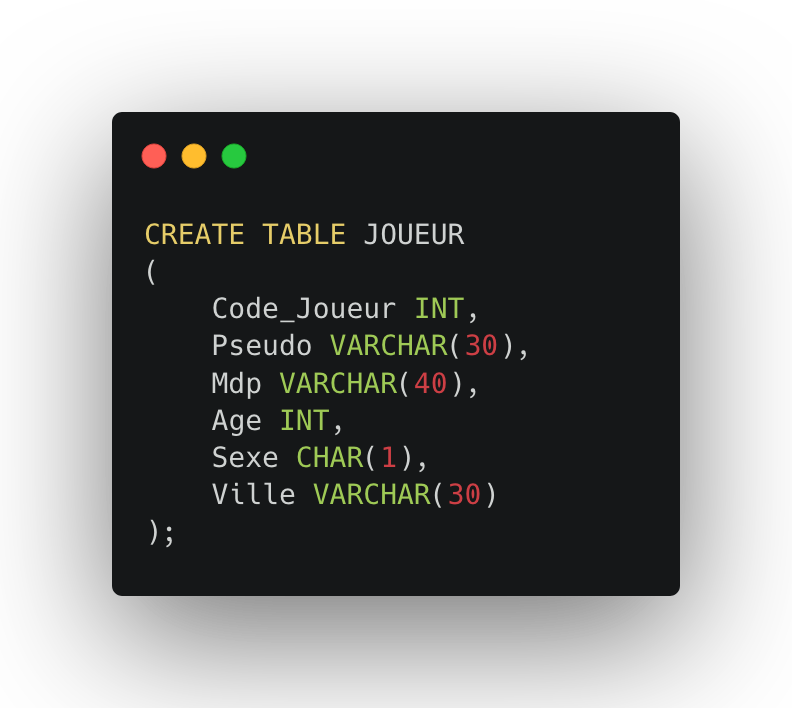 CREATE TABLE JOUEUR
(
    Code_Joueur INT,
    Pseudo VARCHAR(30),
    Mdp VARCHAR(40),
    Age INT,
    Sexe CHAR(1),
    Ville VARCHAR(30)
);